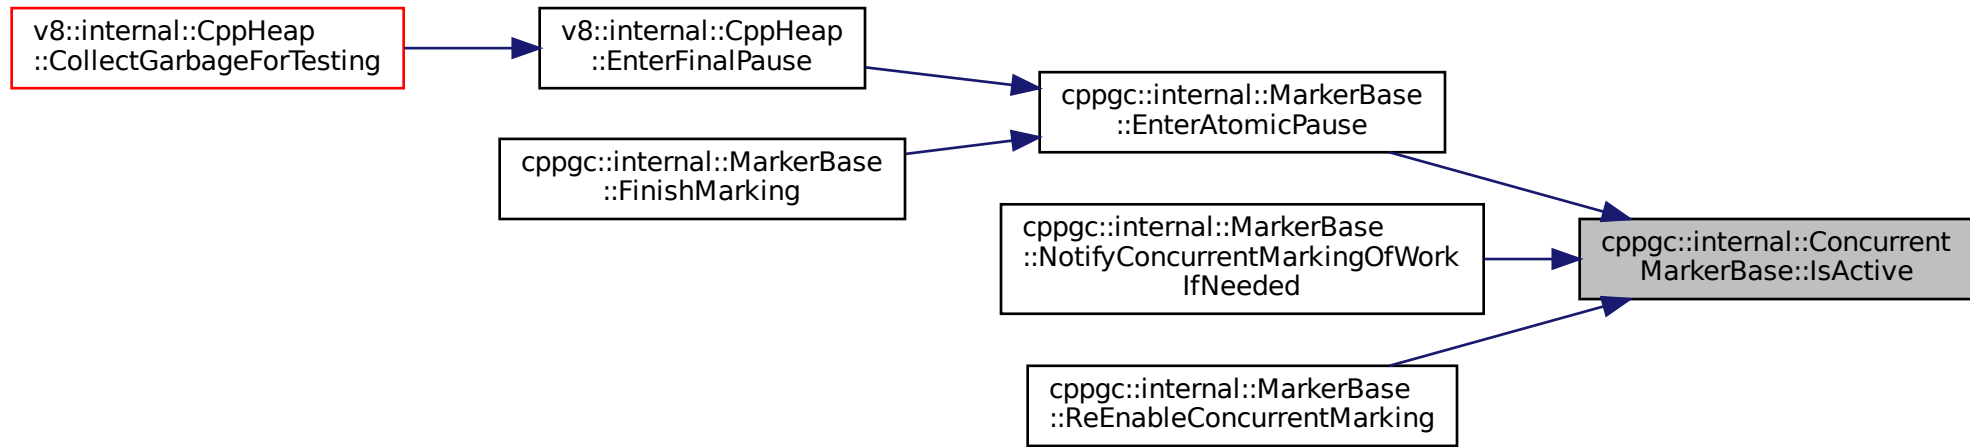 v8::internal::CppHeap
::CollectGarbageForTesting
v8::internal::CppHeap
::EnterFinalPause
cppgc::internal::MarkerBase
::EnterAtomicPause
cppgc::internal::MarkerBase
::FinishMarking
cppgc::internal::MarkerBase
::NotifyConcurrentMarkingOfWork
IfNeeded
cppgc::internal::Concurrent
MarkerBase::IsActive
cppgc::internal::MarkerBase
::ReEnableConcurrentMarking